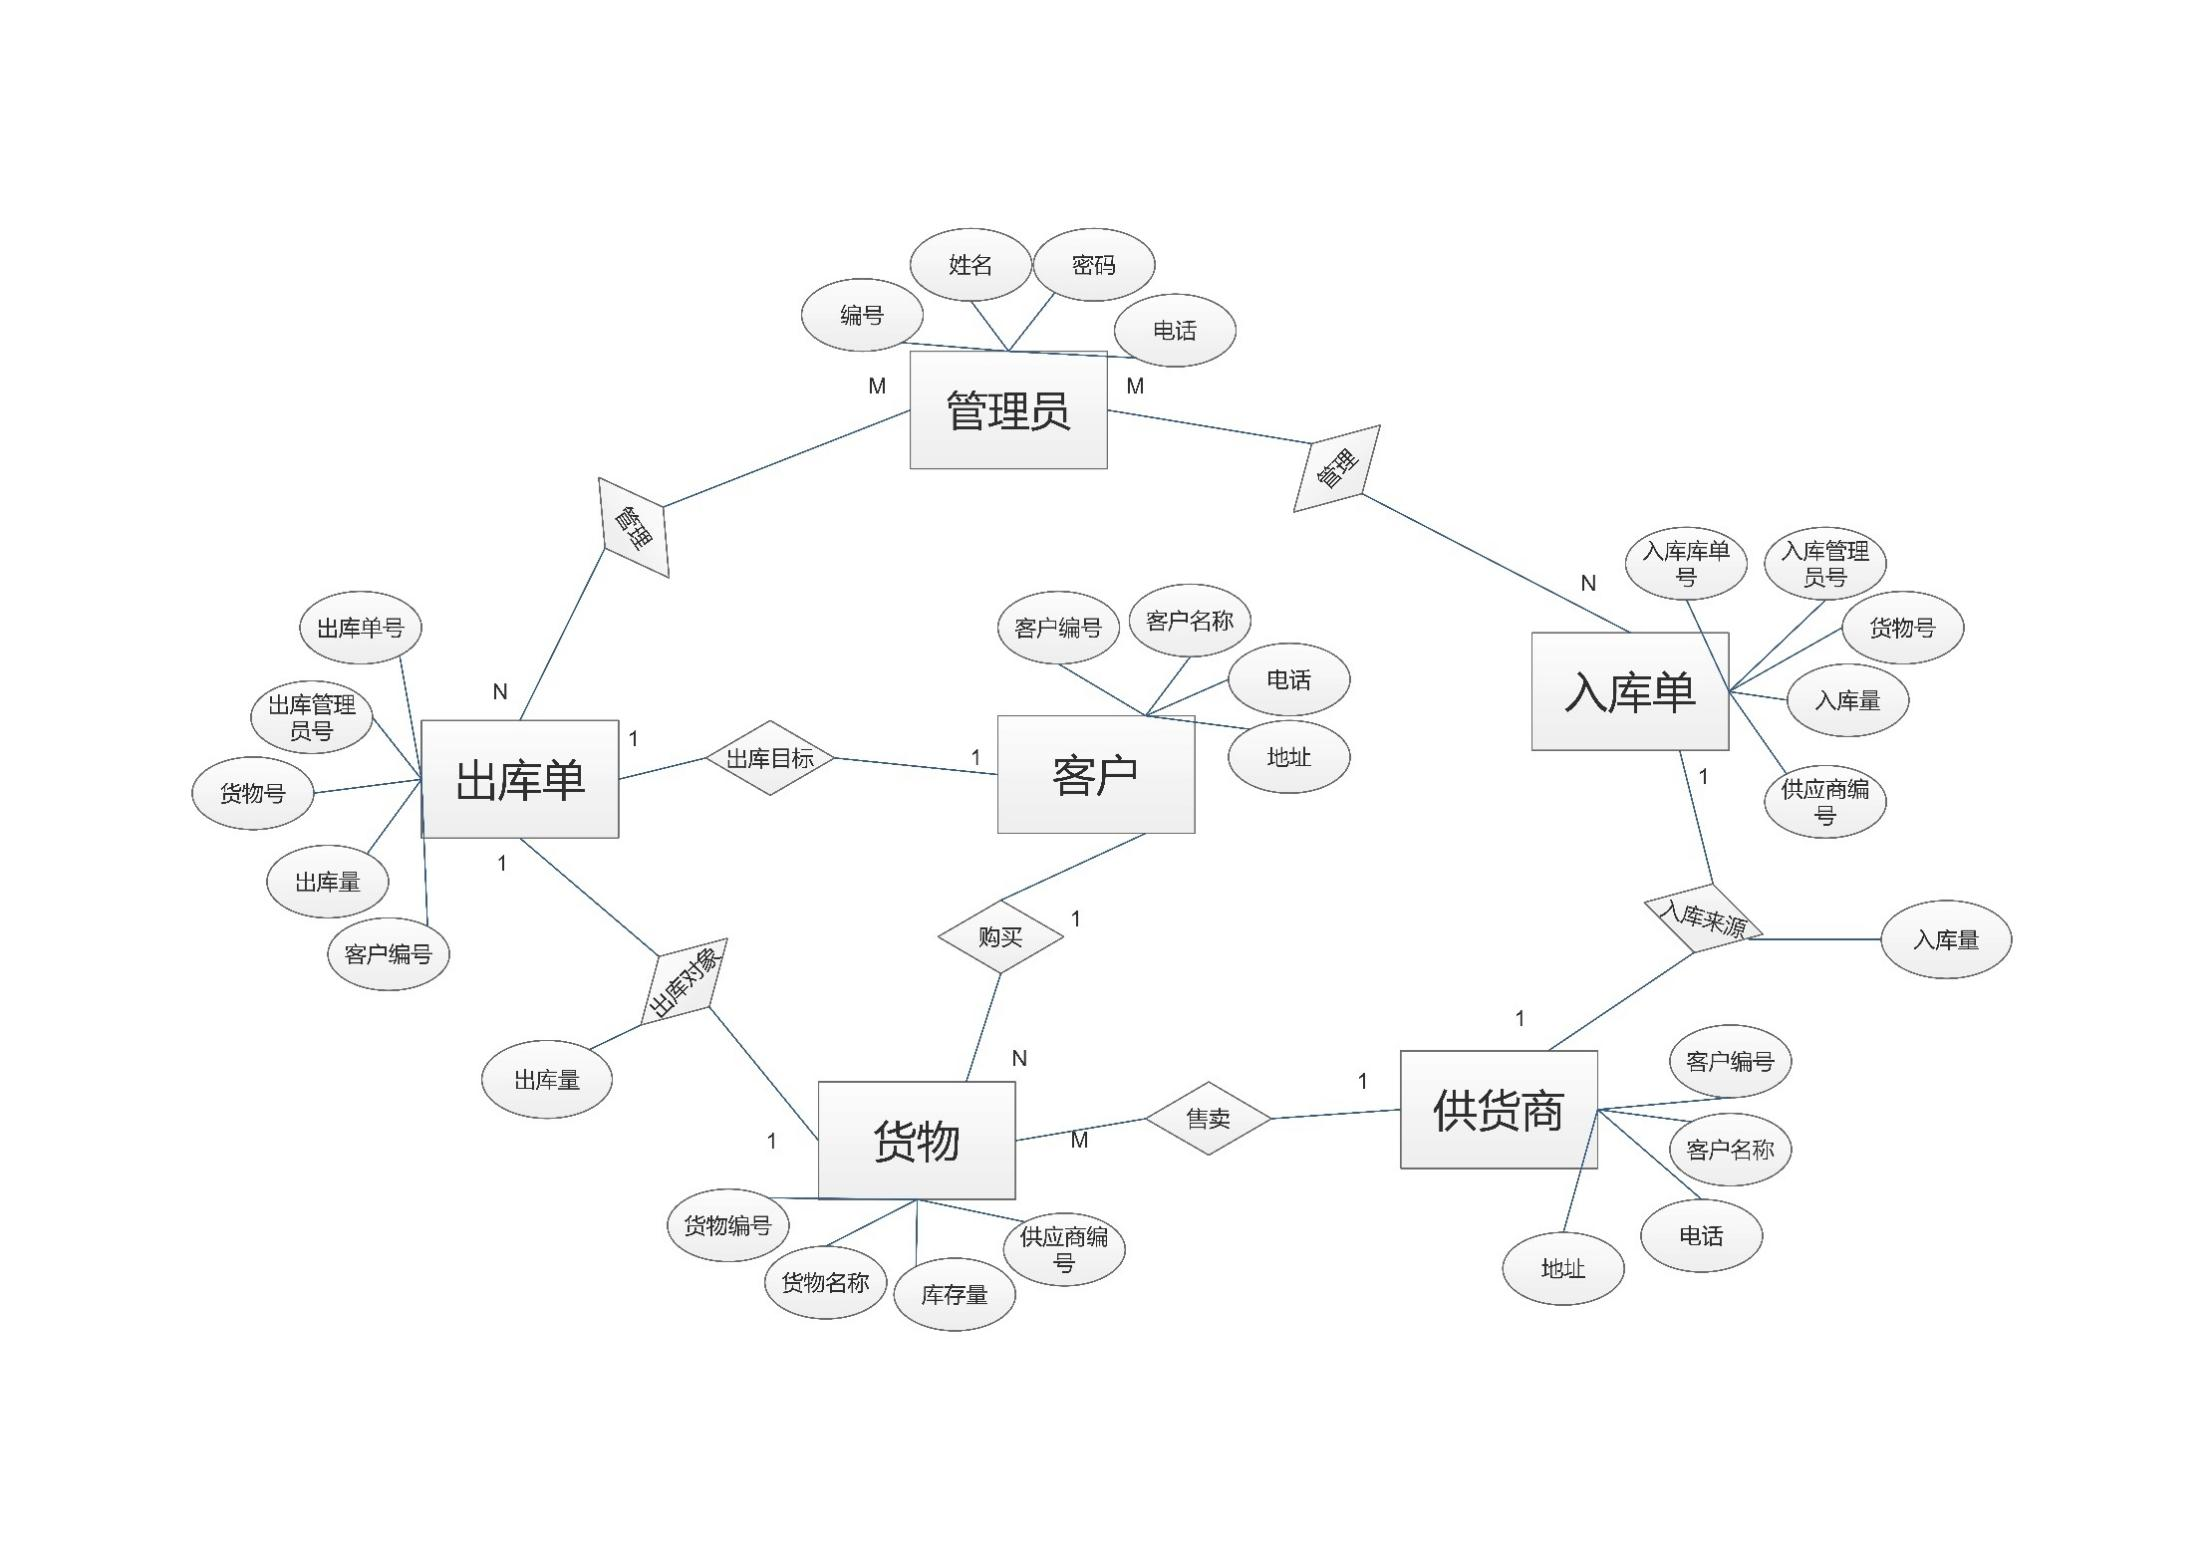 姓名
密码
编号
电话
M
管理员
M
管理
管理
入库库单
号
入库管理
员号
N
货物号
入库单
入库量
供应商编
号
出库单号
出库管理
员号
N
货物号
出库单
出库量
客户编号
1
出库目标
1
客户编号
客户名称
电话
地址
客户
1
1
购买
1
入库来源
入库量
出库对象
出库量
1
N
1
货物
M
售卖
1
供货商
客户编号
客户名称
电话
地址
货物编号
货物名称
库存量
供应商编
号